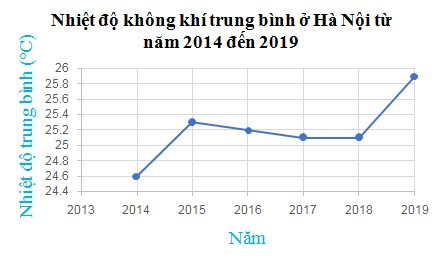 Nhiệt độ không khí trung bình ở Hà Nội từ
năm 2014 đến 2019
Nhiệt dộ trung bình (°C)
26
25.8
25.6
25.4
25.2
25
24.8
24.6
24.4
2013 2014 2015 2016 2017 2018 2019
Năm